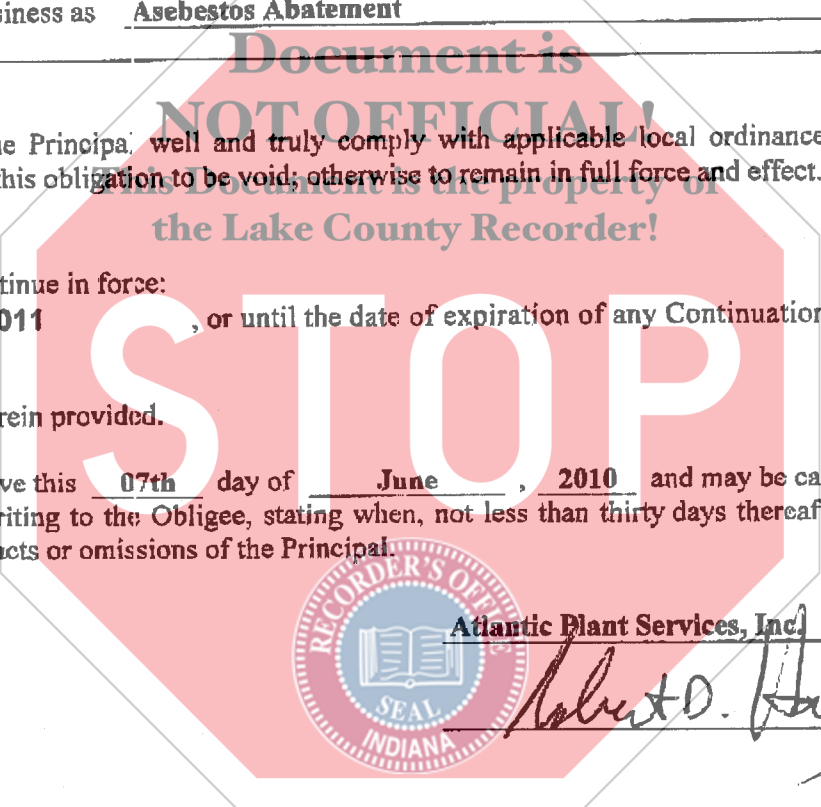 siness as Asebestos Abatement
Document is
NOT OFFICIAL!
e Principal well and truly comply with applicable local ordinance
this obligation to be void; otherwise to remain in full force and effect.
This Document is the property of
the Lake County Recorder!
tinue in force:
011 , or until the date of expiration of any Continuation
STOP
rein provided.
ve this 07th day of June , 2010 and may be ca
riting to the Obligee, stating when, not less than thirty days thereaf
acts or omissions of the Principal.
RECORDER'S OFFICE
SEAL
INDIANA
Atlantic Plant Services, Inc.
Robert D.